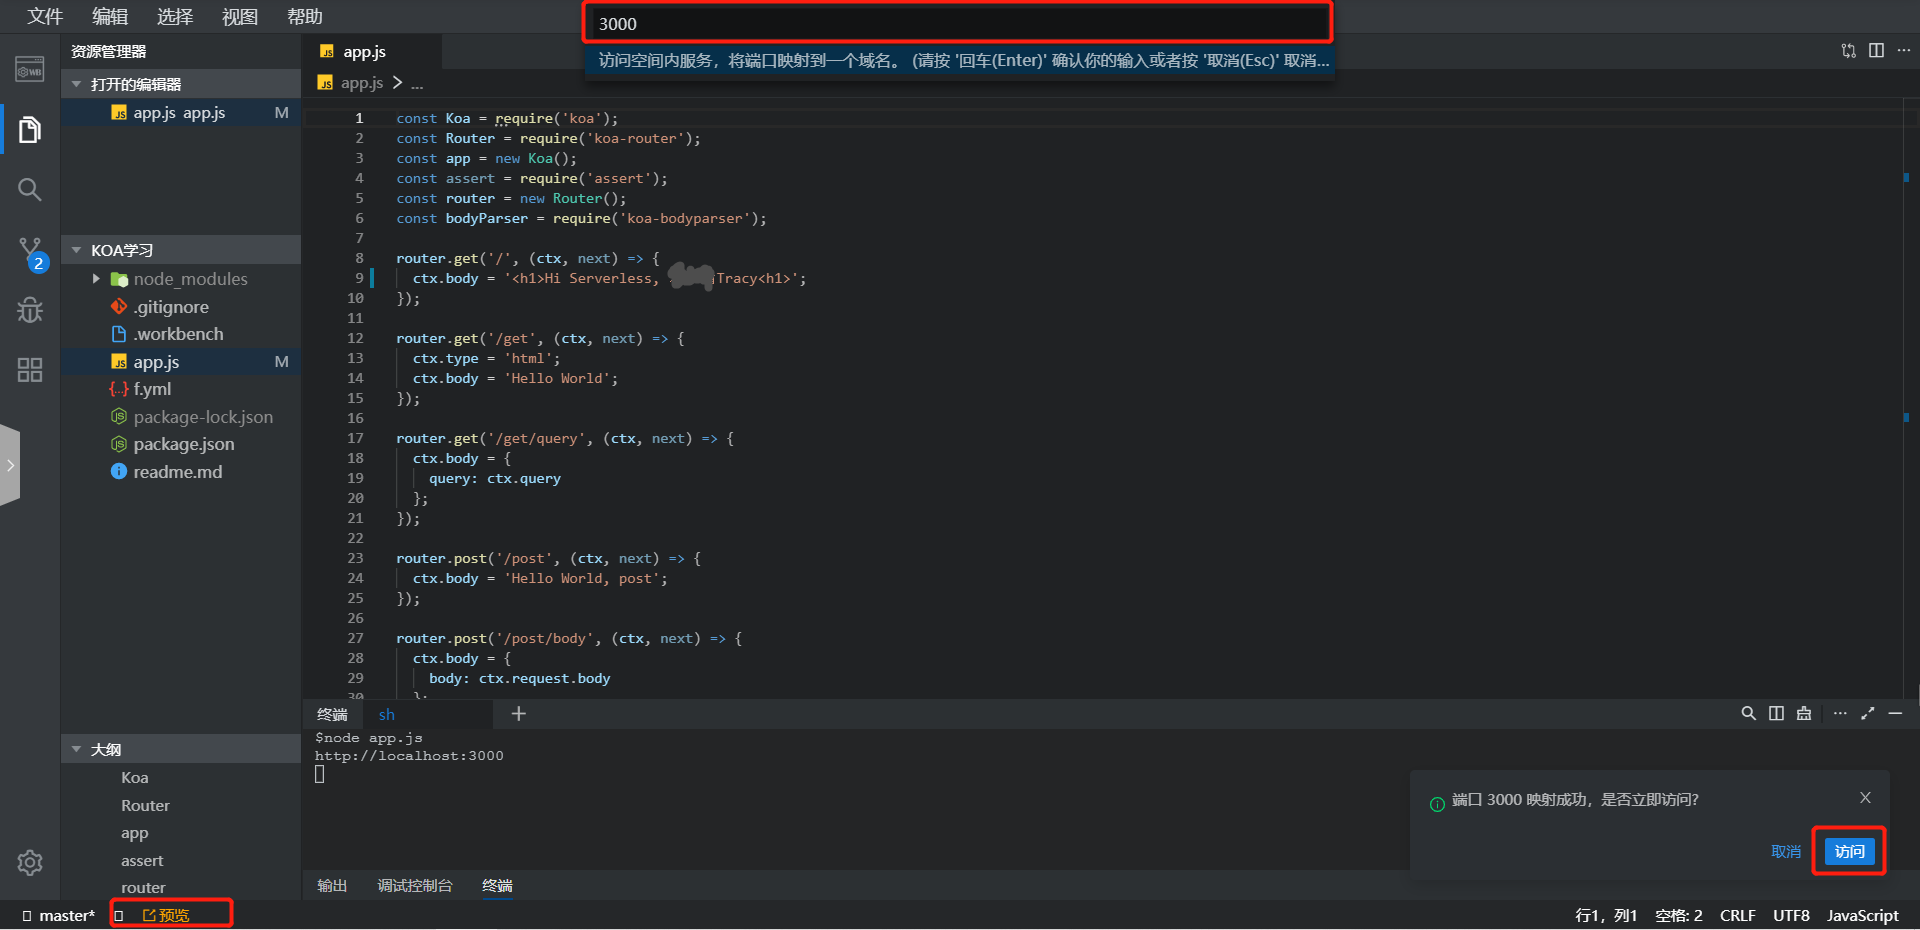 文件 编辑 选择 视图 帮助
3000
访问空间内服务，将端口映射到一个域名。 (请按 '回车(Enter)' 确认你的输入或者按 '取消(Esc)' 取消...
资源管理器
打开的编辑器
JS app.js app.js M
KOA学习
node_modules
.gitignore
.workbench
JS app.js M
{..} f.yml
package-lock.json
package.json
readme.md
大纲
Koa
Router
app
assert
router
WB
2
JS app.js
JS app.js > ...
1 const Koa = require('koa');
2 const Router = require('koa-router');
3 const app = new Koa();
4 const assert = require('assert');
5 const router = new Router();
6 const bodyParser = require('koa-bodyparser');
7
8 router.get('/', (ctx, next) => {
9 ctx.body = '<h1>Hi Serverless, Tracy<h1>';
10 });
11
12 router.get('/get', (ctx, next) => {
13 ctx.type = 'html';
14 ctx.body = 'Hello World';
15 });
16
17 router.get('/get/query', (ctx, next) => {
18 ctx.body = {
19 query: ctx.query
20 };
21 });
22
23 router.post('/post', (ctx, next) => {
24 ctx.body = 'Hello World, post';
25 });
26
27 router.post('/post/body', (ctx, next) => {
28 ctx.body = {
29 body: ctx.request.body
30 };
终端 sh +
$node app.js
http://localhost:3000
端口 3000 映射成功，是否立即访问?
取消 访问
输出 调试控制台 终端
master* 预览
行1，列1 空格: 2 CRLF UTF8 JavaScript